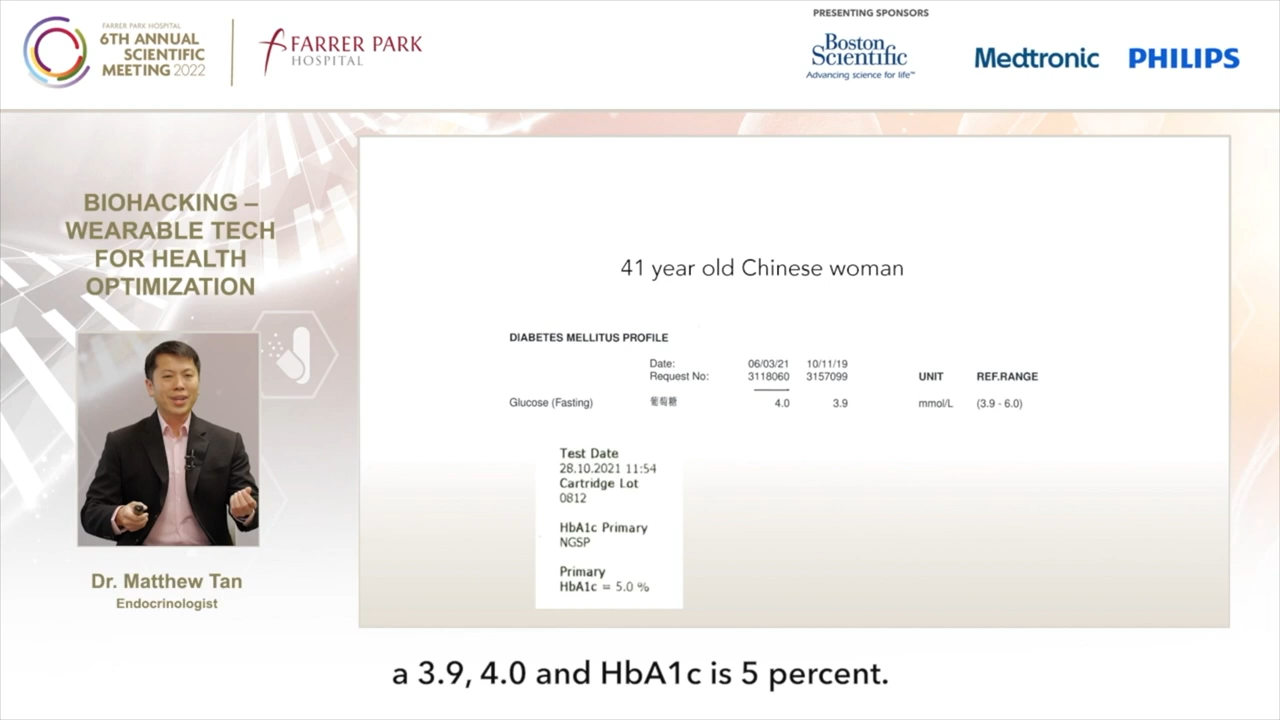 FARRER PARK HOSPITAL
6TH ANNUAL
SCIENTIFIC
MEETING 2022
FARRER PARK
HOSPITAL
PRESENTING SPONSORS
Boston
Scientific
Advancing science for life™
Medtronic
PHILIPS
BIOHACKING –
WEARABLE TECH
FOR HEALTH
OPTIMIZATION
Dr. Matthew Tan
Endocrinologist
41 year old Chinese woman
DIABETES MELLITUS PROFILE
Date: 06/03/21 10/11/19
Request No: 3118060 3157099 UNIT REF.RANGE
Glucose (Fasting) 葡萄糖 4.0 3.9 mmol/L (3.9 - 6.0)
Test Date
28.10.2021 11:54
Cartridge Lot
0812
HbA1c Primary
NGSP
Primary
HbA1c = 5.0 %
a 3.9, 4.0 and HbA1c is 5 percent.